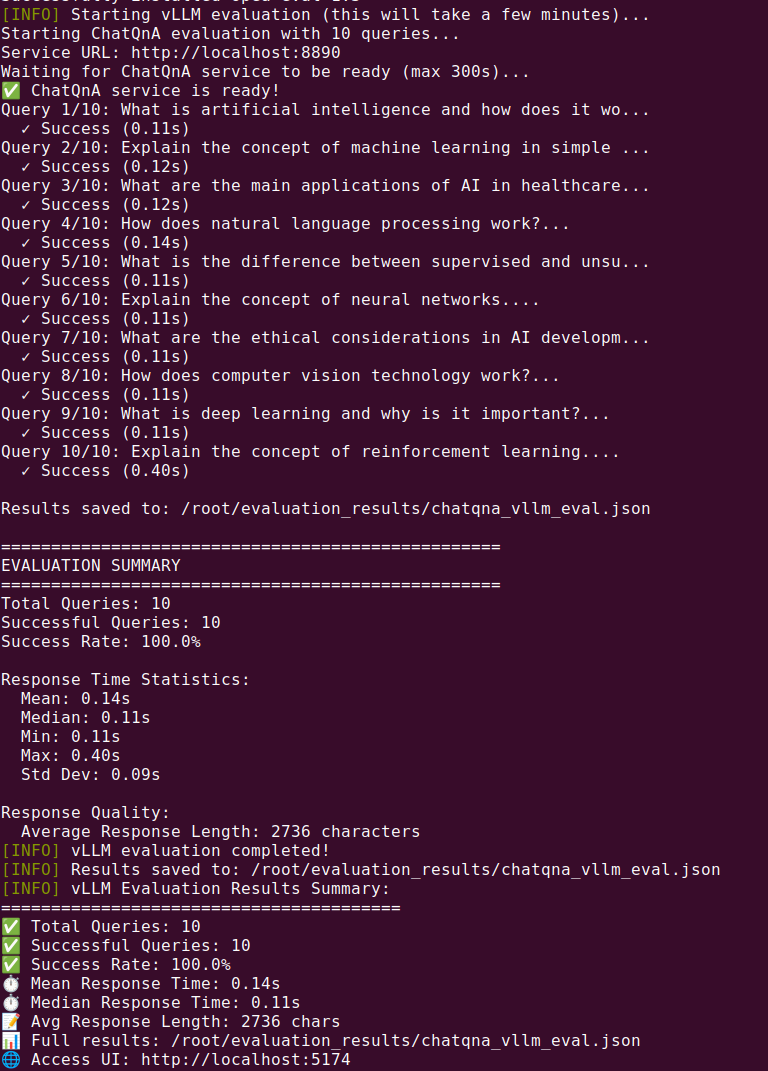 [INFO] Starting vLLM evaluation (this will take a few minutes)...
Starting ChatQnA evaluation with 10 queries...
Service URL: http://localhost:8890
Waiting for ChatQnA service to be ready (max 300s)...
✅ ChatQnA service is ready!
Query 1/10: What is artificial intelligence and how does it wo...
  ✓ Success (0.11s)
Query 2/10: Explain the concept of machine learning in simple ...
  ✓ Success (0.12s)
Query 3/10: What are the main applications of AI in healthcare...
  ✓ Success (0.12s)
Query 4/10: How does natural language processing work?...
  ✓ Success (0.14s)
Query 5/10: What is the difference between supervised and unsu...
  ✓ Success (0.11s)
Query 6/10: Explain the concept of neural networks....
  ✓ Success (0.11s)
Query 7/10: What are the ethical considerations in AI developm...
  ✓ Success (0.11s)
Query 8/10: How does computer vision technology work?...
  ✓ Success (0.11s)
Query 9/10: What is deep learning and why is it important?...
  ✓ Success (0.11s)
Query 10/10: Explain the concept of reinforcement learning....
  ✓ Success (0.40s)

Results saved to: /root/evaluation_results/chatqna_vllm_eval.json

==================================================
EVALUATION SUMMARY
==================================================
Total Queries: 10
Successful Queries: 10
Success Rate: 100.0%

Response Time Statistics:
  Mean: 0.14s
  Median: 0.11s
  Min: 0.11s
  Max: 0.40s
  Std Dev: 0.09s

Response Quality:
  Average Response Length: 2736 characters
[INFO] vLLM evaluation completed!
[INFO] Results saved to: /root/evaluation_results/chatqna_vllm_eval.json
[INFO] vLLM Evaluation Results Summary:
========================================
✅ Total Queries: 10
✅ Successful Queries: 10
✅ Success Rate: 100.0%
⏱️ Mean Response Time: 0.14s
⏱️ Median Response Time: 0.11s
📝 Avg Response Length: 2736 chars
📊 Full results: /root/evaluation_results/chatqna_vllm_eval.json
🌐 Access UI: http://localhost:5174